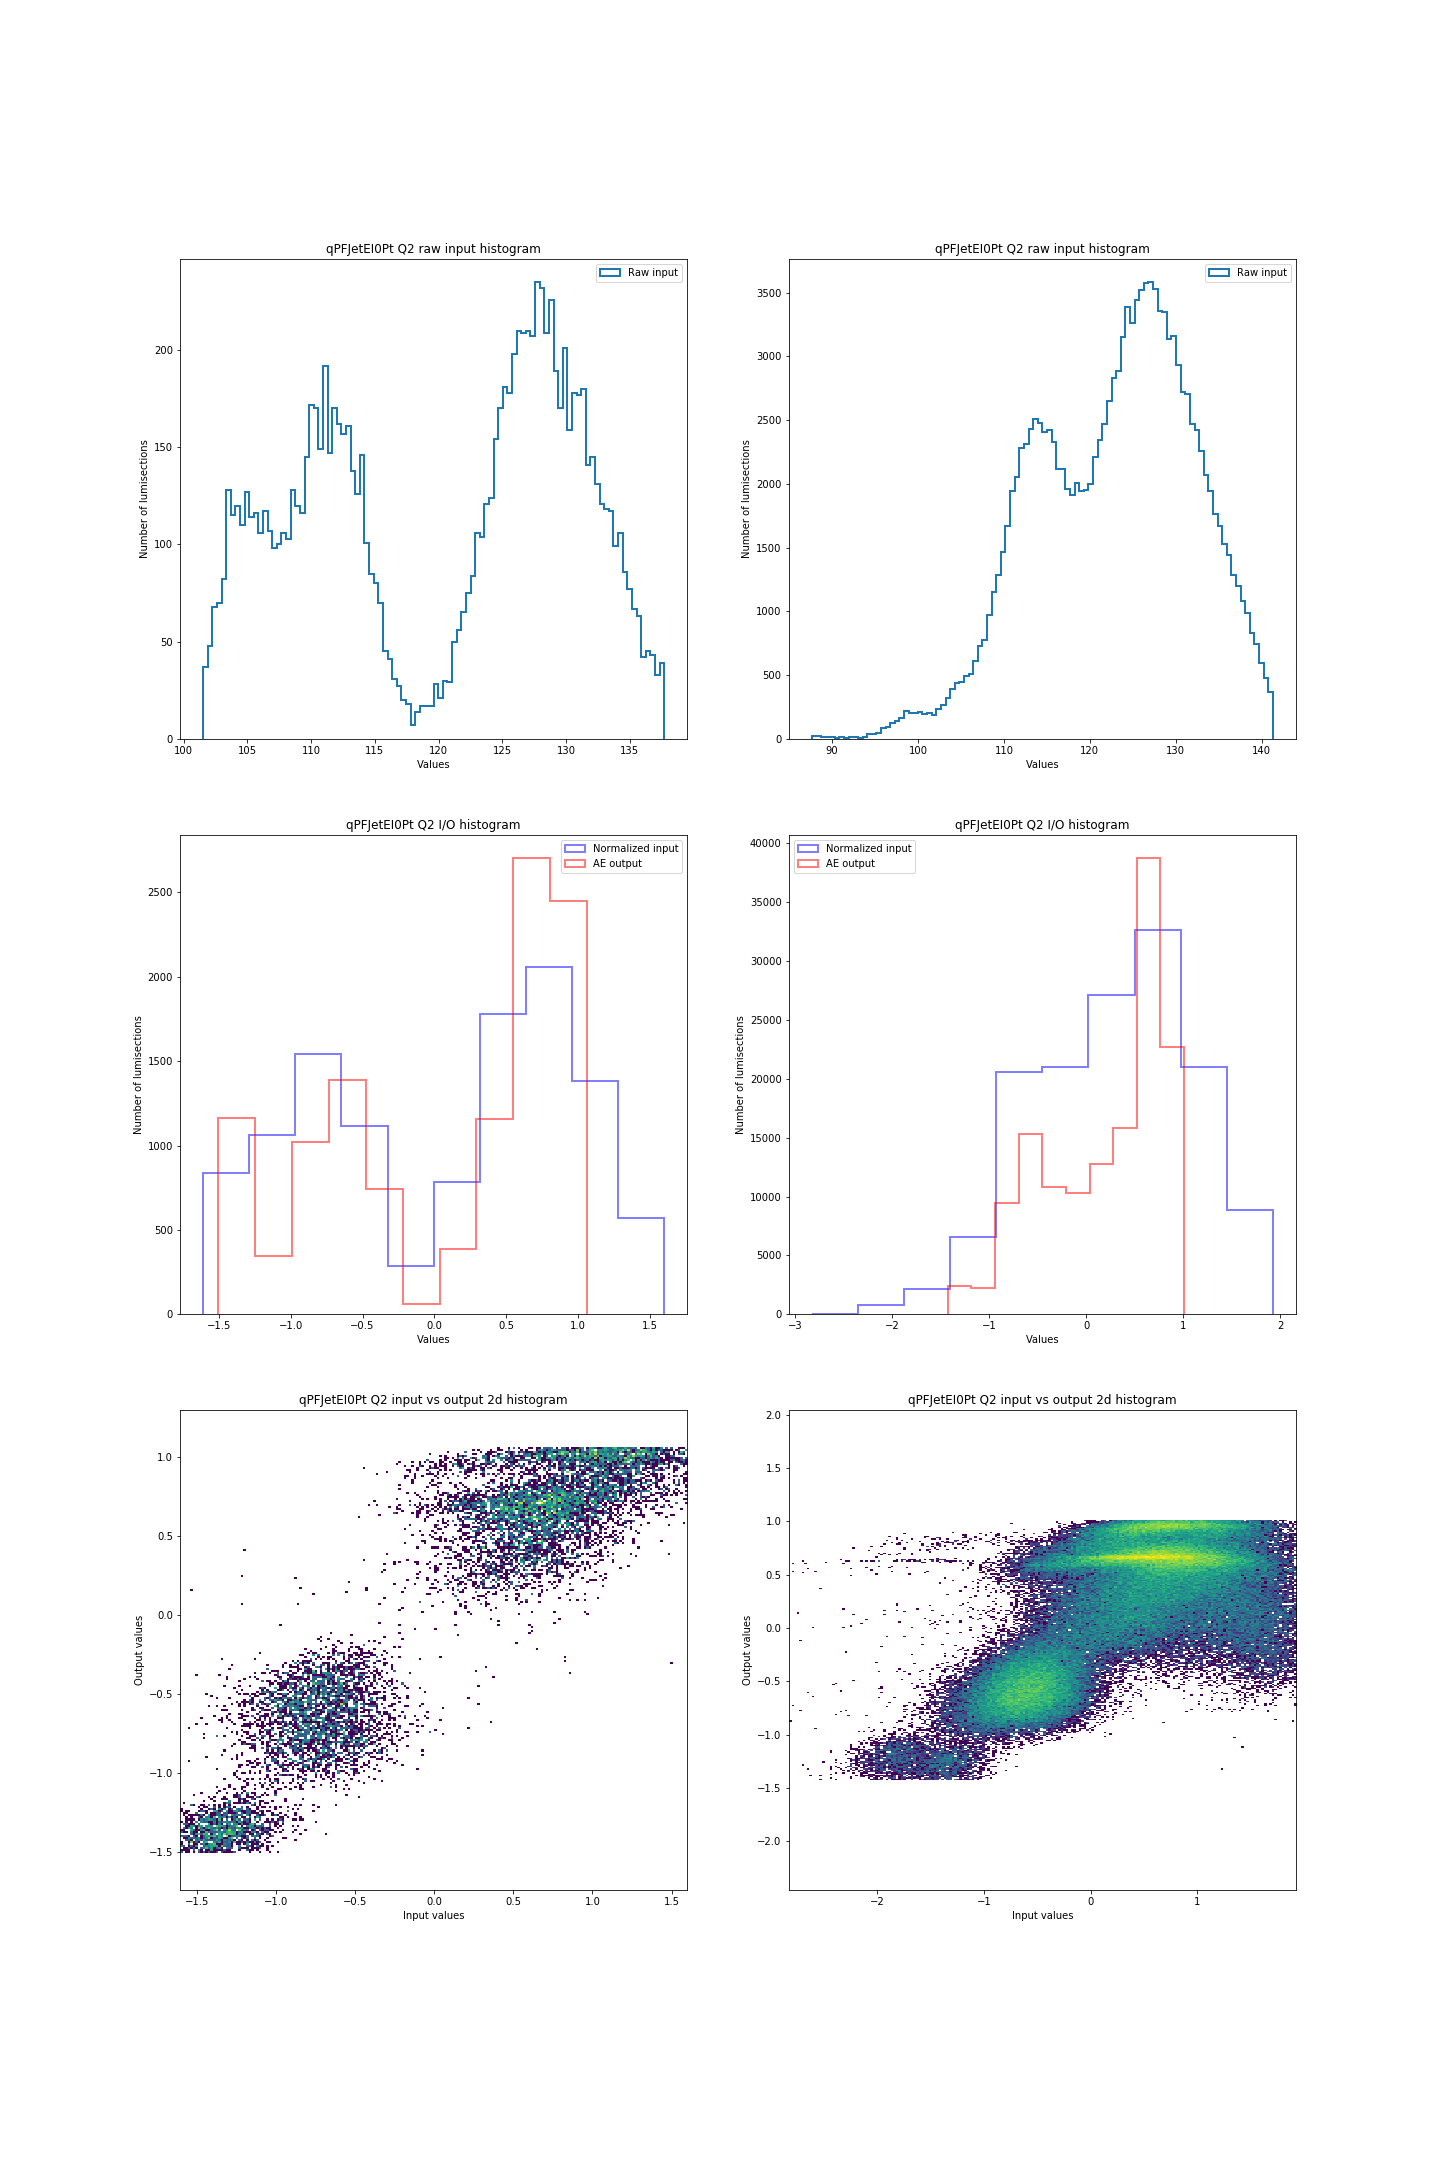 qPFJetEI0Pt Q2 raw input histogram
Raw input
Number of lumisections
200
150
100
50
0
100 105 110 115 120 125 130 135
Values
qPFJetEI0Pt Q2 raw input histogram
Raw input
Number of lumisections
3500
3000
2500
2000
1500
1000
500
0
90 100 110 120 130 140
Values
qPFJetEI0Pt Q2 I/O histogram
Normalized input
AE output
Number of lumisections
2500
2000
1500
1000
500
0
−1.5 −1.0 −0.5 0.0 0.5 1.0 1.5
Values
qPFJetEI0Pt Q2 I/O histogram
Normalized input
AE output
Number of lumisections
40000
35000
30000
25000
20000
15000
10000
5000
0
−3 −2 −1 0 1 2
Values
qPFJetEI0Pt Q2 input vs output 2d histogram
Output values
1.0
0.5
0.0
−0.5
−1.0
−1.5
−1.5 −1.0 −0.5 0.0 0.5 1.0 1.5
Input values
qPFJetEI0Pt Q2 input vs output 2d histogram
Output values
2.0
1.5
1.0
0.5
0.0
−0.5
−1.0
−1.5
−2.0
−2 −1 0 1
Input values